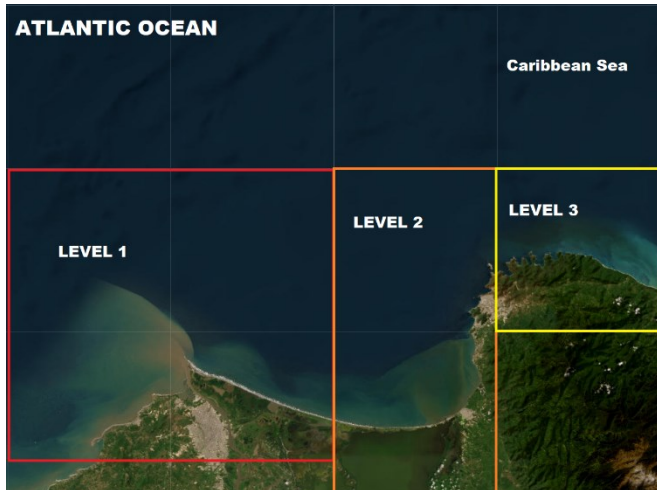 ATLANTIC OCEAN
Caribbean Sea
LEVEL 1
LEVEL 2
LEVEL 3